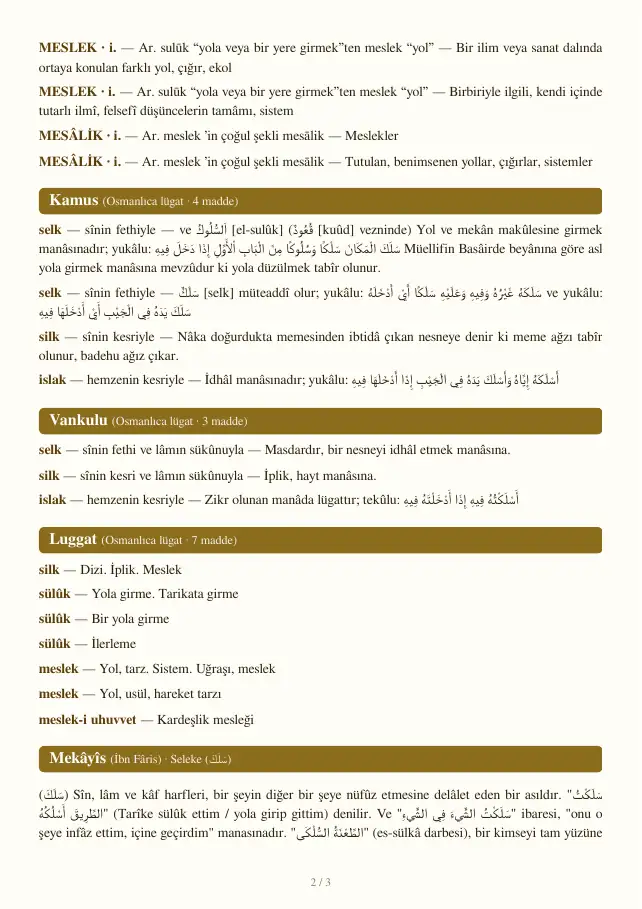 MESLEK · i. — Ar. sulūk “yola veya bir yere girmek”ten meslek “yol” — Bir ilim veya sanat dalında
ortaya konulan farklı yol, çığır, ekol
MESLEK · i. — Ar. sulūk “yola veya bir yere girmek”ten meslek “yol” — Birbiriyle ilgili, kendi içinde
tutarlı ilmî, felsefî düşüncelerin tamâmı, sistem
MESÂLİK · i. — Ar. meslek ’in çoğul şekli mesālik — Meslekler
MESÂLİK · i. — Ar. meslek ’in çoğul şekli mesālik — Tutulan, benimsenen yollar, çığırlar, sistemler
Kamus (Osmanlıca lügat · 4 madde)
selk — sînin fethiyle — ve اَلسُّلُوكُ [el-sulûk] (قُعُودٌ [kuûd] vezninde) Yol ve mekân makûlesine girmek
manâsınadır; yukâlu: سَلَكَ الْمَكَانَ سَلْكًا وَسُلُوكًا مِنَ الْبَابِ الْأَوَّلِ إِذَا دَخَلَ فِيهِ Müellifin Basâirde beyânına göre asl
yola girmek manâsına mevzûdur ki yola düzülmek tabîr olunur.
selk — sînin fethiyle — سَلْكٌ [selk] müteaddî olur; yukâlu: سَلَكَهُ غَيْرُهُ وَفِيهِ وَعَلَيْهِ سَلْكًا أَيْ أَدْخَلَهُ ve yukâlu:
سَلَكَ يَدَهُ فِي الْجَيْبِ أَيْ أَدْخَلَهَا فِيهِ
silk — sînin kesriyle — Nâka doğurdukta memesinden ibtidâ çıkan nesneye denir ki meme ağzı tabîr
olunur, badehu ağız çıkar.
islak — hemzenin kesriyle — İdhâl manâsınadır; yukâlu: أَسْلَكَهُ إِيَّاهُ وَأَسْلَكَ يَدَهُ فِي الْجَيْبِ إِذَا أَدْخَلَهَا فِيهِ
Vankulu (Osmanlıca lügat · 3 madde)
selk — sînin fethi ve lâmın sükûnuyla — Masdardır, bir nesneyi idhâl etmek manâsına.
silk — sînin kesri ve lâmın sükûnuyla — İplik, hayt manâsına.
islak — hemzenin kesriyle — Zikr olunan manâda lügattır; tekûlu: أَسْلَكْتُهُ فِيهِ إِذَا أَدْخَلْتَهُ فِيهِ
Luggat (Osmanlıca lügat · 7 madde)
silk — Dizi. İplik. Meslek
sülûk — Yola girme. Tarikata girme
sülûk — Bir yola girme
sülûk — İlerleme
meslek — Yol, tarz. Sistem. Uğraşı, meslek
meslek — Yol, usül, hareket tarzı
meslek-i uhuvvet — Kardeşlik mesleği
Mekâyîs (İbn Fâris) · Seleke (سَلَكَ)
(سَلَكَ) Sîn, lâm ve kâf harfleri, bir şeyin diğer bir şeye nüfûz etmesine delâlet eden bir asıldır. "سَلَكْتُ
الطَّرِيقَ أَسْلُكُهُ" (Tarîke sülûk ettim / yola girip gittim) denilir. Ve "سَلَكْتُ الشَّيْءَ فِي الشَّيْءِ" ibaresi, "onu o
şeye infâz ettim, içine geçirdim" manasınadır. "الطَّعْنَةُ السُّلْكَى" (es-sülkâ darbesi), bir kimseyi tam yüzüne
2 / 3